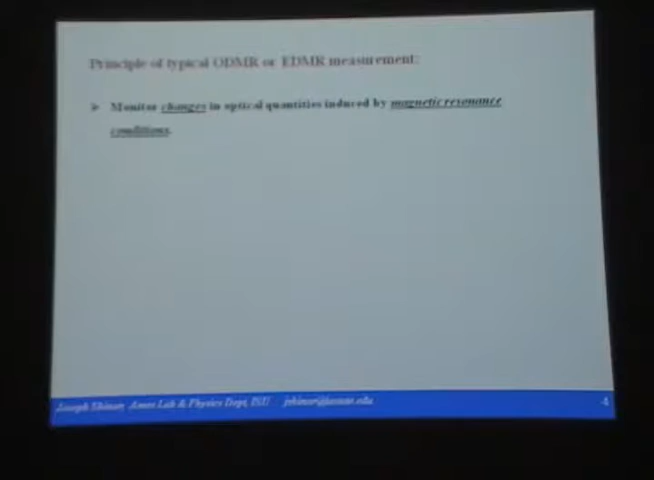 Principle of typical ODMR or EDMR measurement:
➢ Monitor changes in optical quantities induced by magnetic resonance
conditions.
Joseph Shinar, Ames Lab & Physics Dept, ISU 4